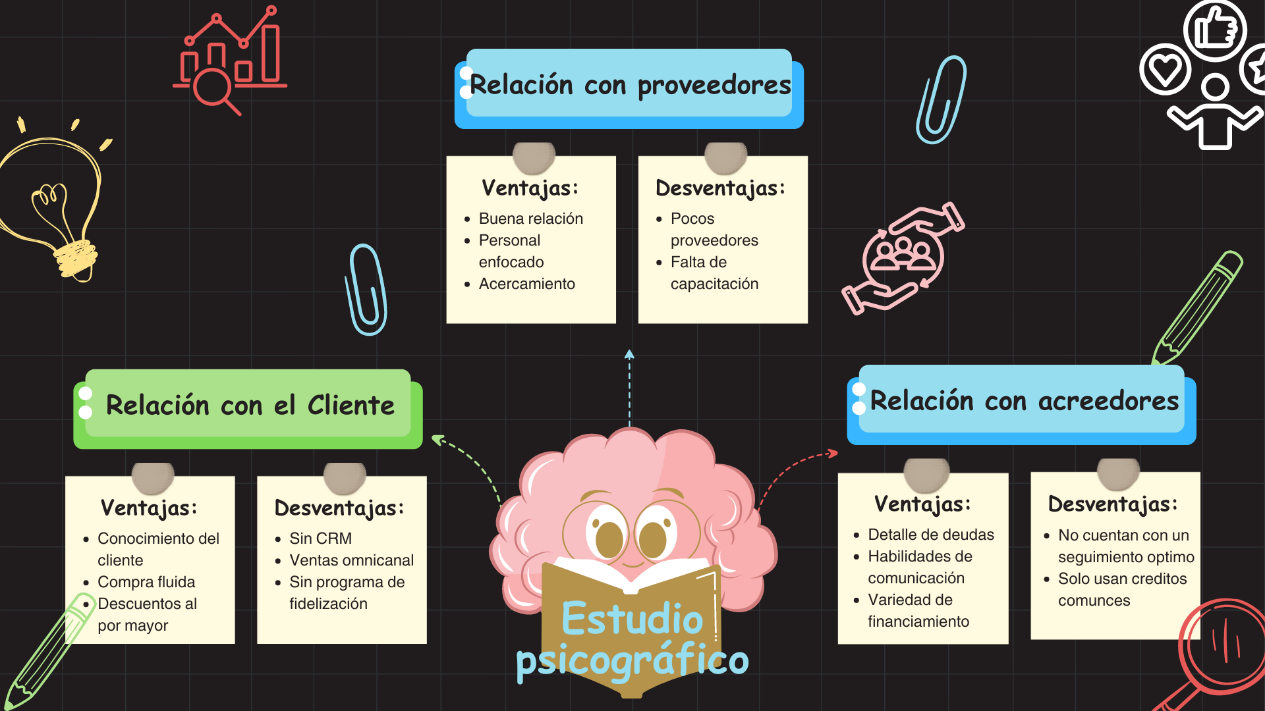 Relación con proveedores
Ventajas:
Buena relación
Personal
enfocado
Acercamiento
Desventajas:
Pocos
proveedores
Falta de
capacitación
Relación con el Cliente
Ventajas:
Conocimiento del
cliente
Compra fluida
Descuentos al
por mayor
Desventajas:
Sin CRM
Ventas omnicanal
Sin programa de
fidelización
Relación con acreedores
Ventajas:
Detalle de deudas
Habilidades de
comunicación
Variedad de
financiamiento
Desventajas:
No cuentan con un
seguimiento optimo
Solo usan creditos
comunces
Estudio
psicográfico